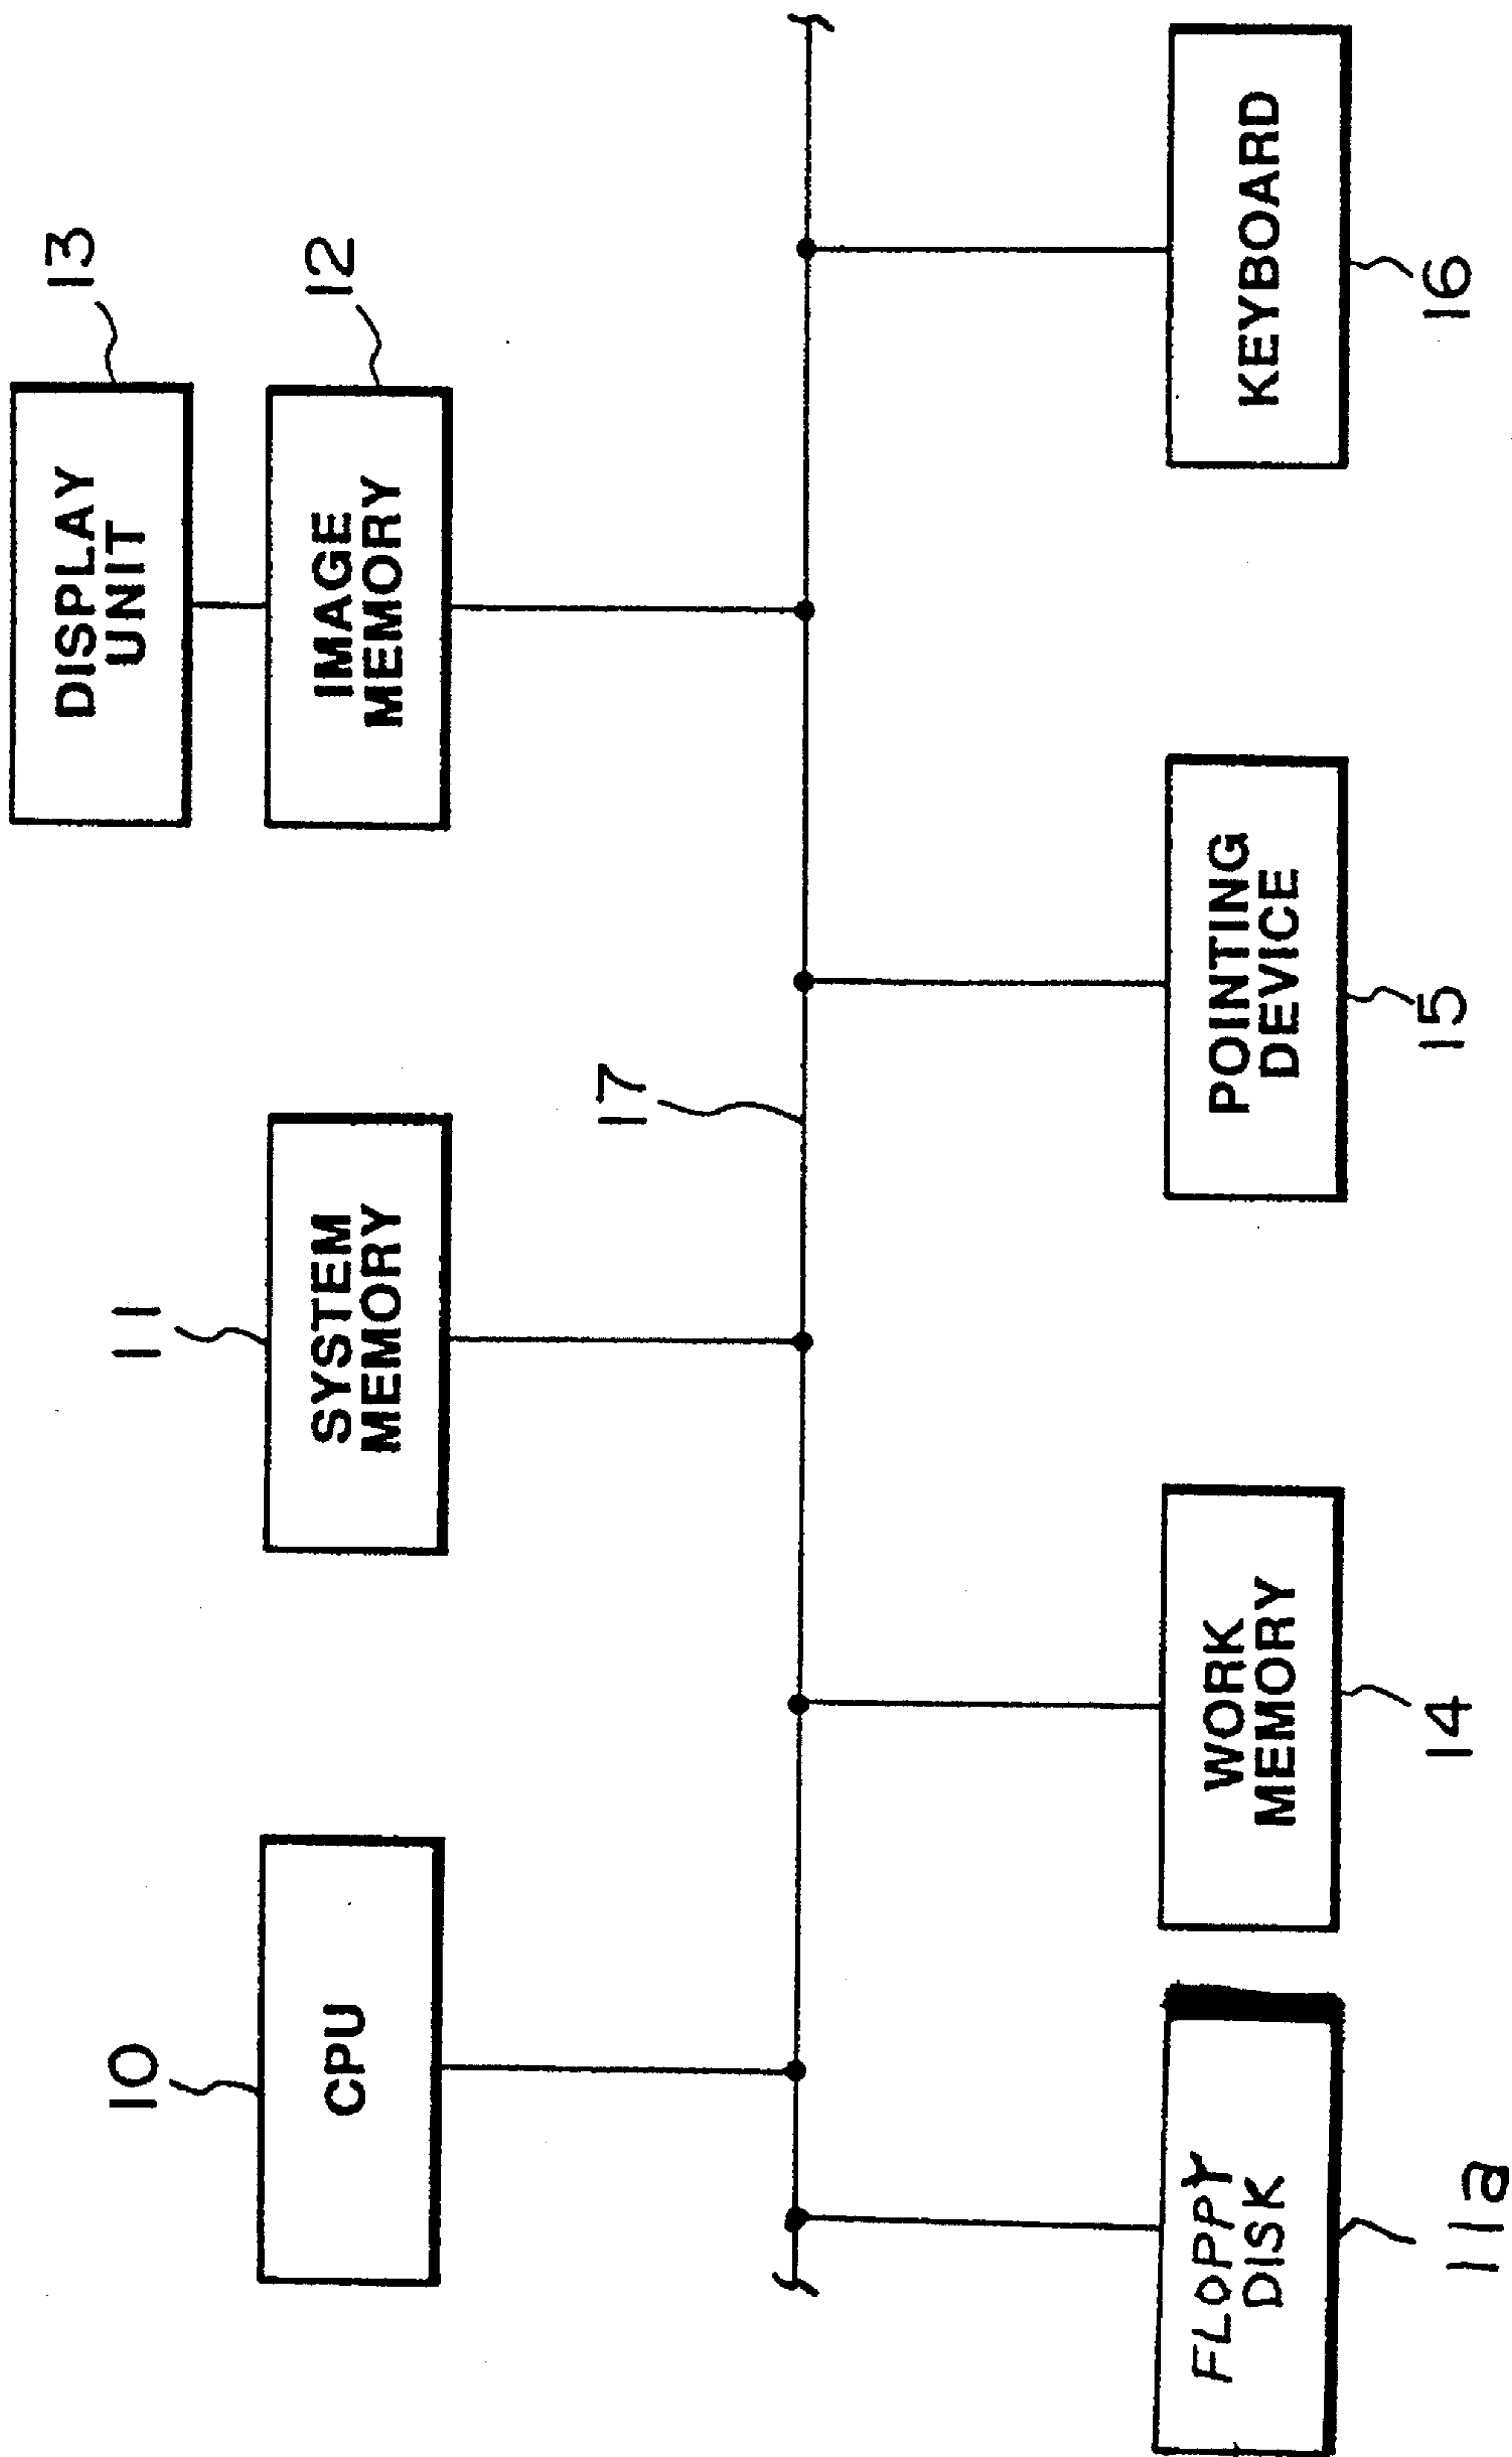 13
DISPLAY
UNIT
12
IMAGE
MEMORY
11
SYSTEM
MEMORY
10
CPU
17
KEYBOARD
16
POINTING
DEVICE
15
WORK
MEMORY
14
FLOPPY
DISK
11a